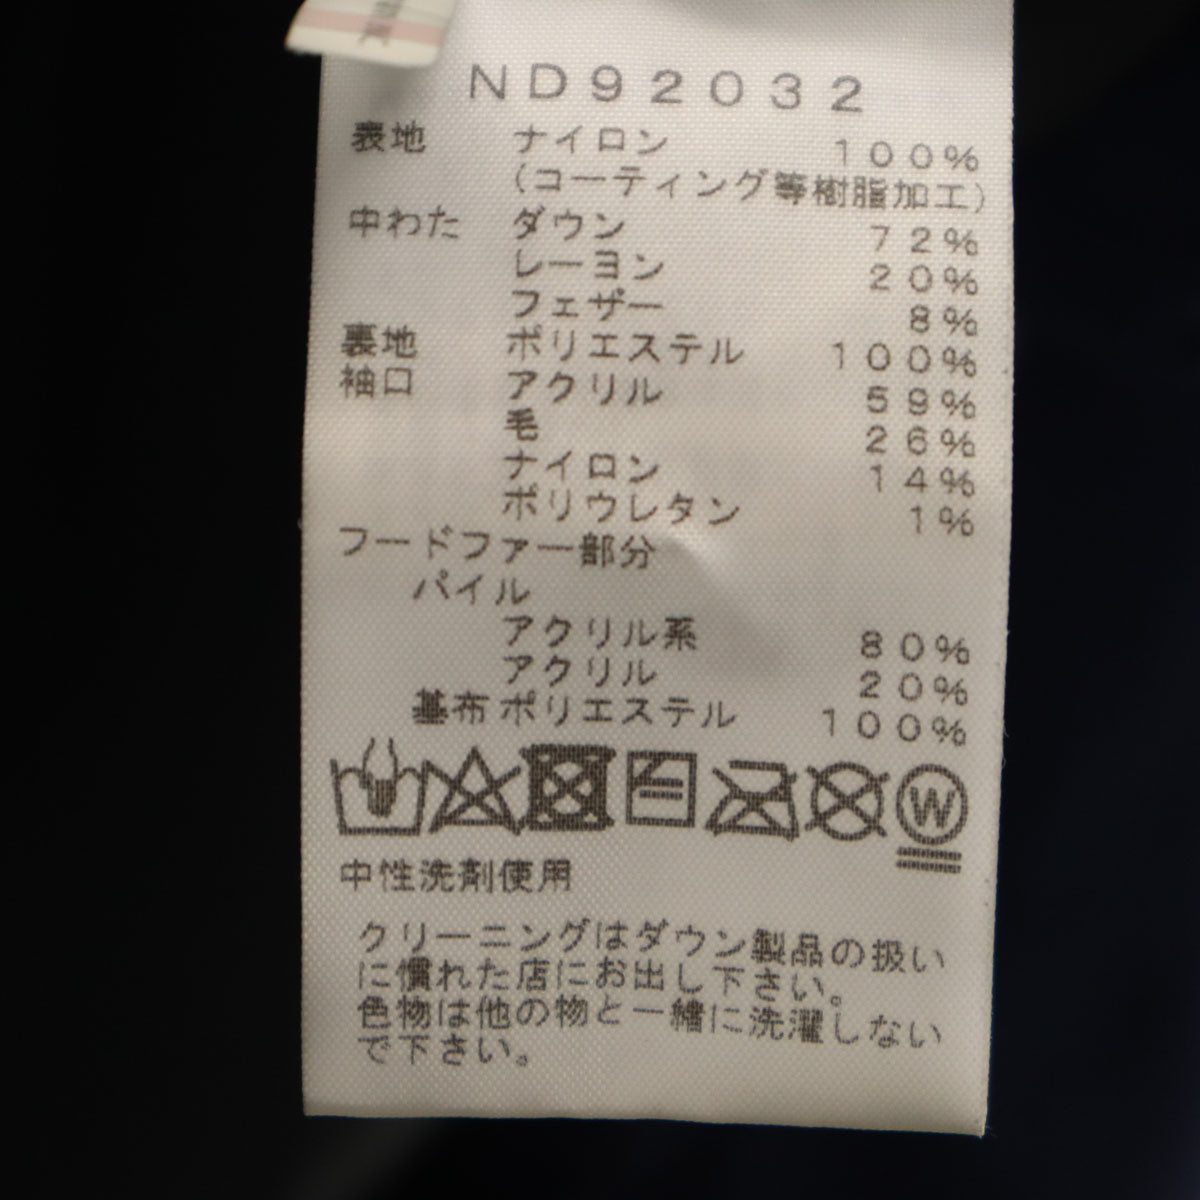 ND92032
表地 ナイロン 100%
(コーティング等樹脂加工)
中わた ダウン 72%
レーヨン 20%
フェザー 8%
裏地 ポリエステル 100%
袖口 アクリル 59%
毛 26%
ナイロン 14%
ポリウレタン 1%
フードファー部分
パイル
アクリル系 80%
アクリル 20%
基布 ポリエステル 100%
W
中性洗剤使用
クリーニングはダウン製品の扱い
に慣れた店にお出し下さい。
色物は他の物と一緒に洗濯しない
で下さい。